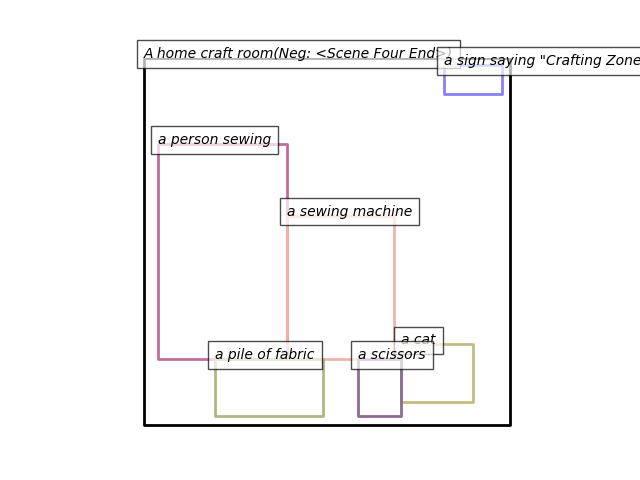 A home craft room(Neg: <Scene Four End>)
a sign saying "Crafting Zone
a person sewing
a sewing machine
a cat
a pile of fabric
a scissors